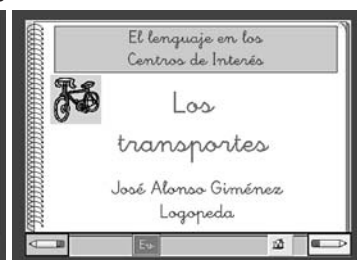 El lenguaje en los
Centros de Interés
Los
transportes
José Alonso Giménez
Logopeda